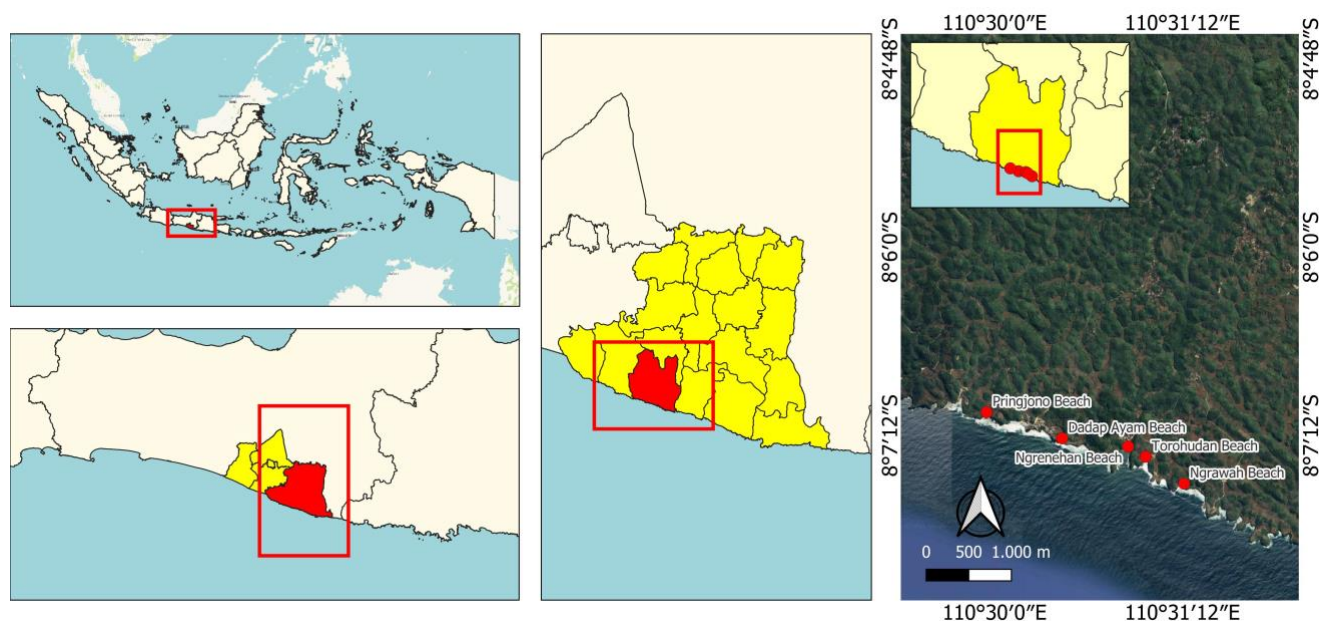 110°30′0″E
110°31′12″E
8°4′48″S
8°4′48″S
8°6′0″S
8°6′0″S
Pringjono Beach
8°7′12″S
8°7′12″S
Dadap Ayam Beach
Torohudan Beach
Ngrenehan Beach
Ngrawah Beach
0 500 1.000 m
110°30′0″E
110°31′12″E